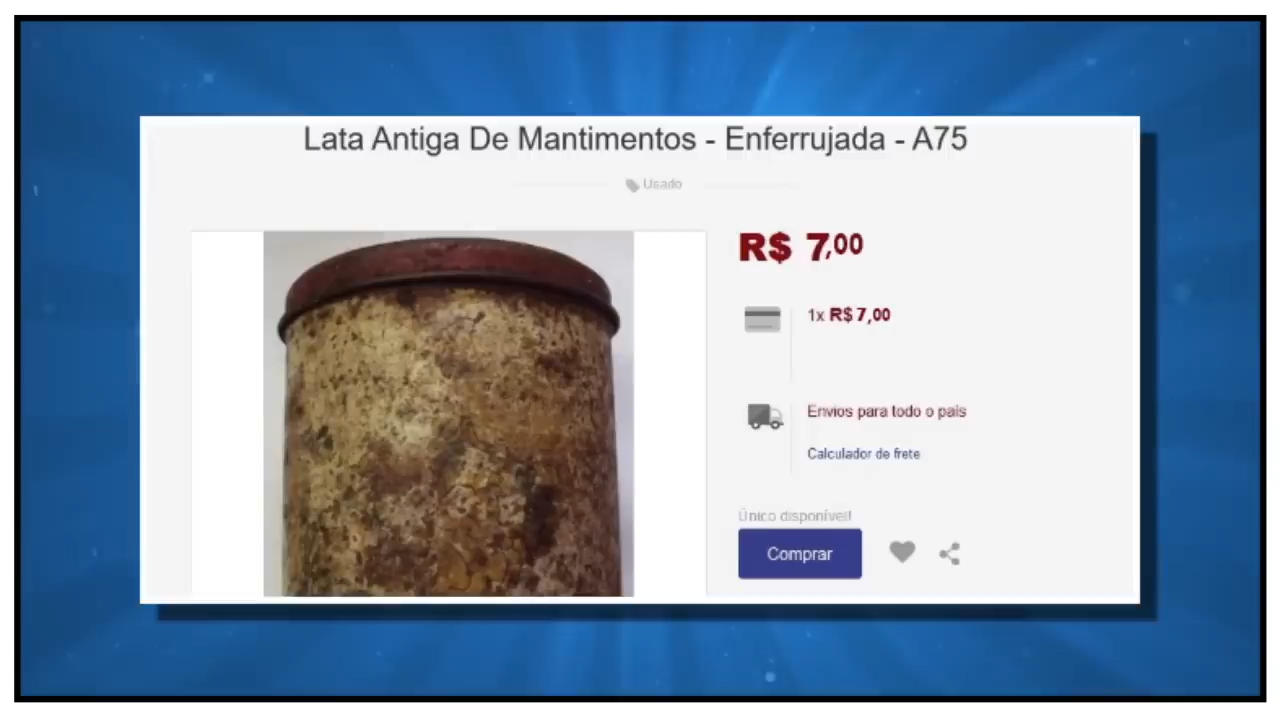 Lata Antiga De Mantimentos - Enferrujada - A75
Usado
R$ 7,00
1x R$ 7,00
Envios para todo o país
Calculador de frete
Único disponível!
Comprar